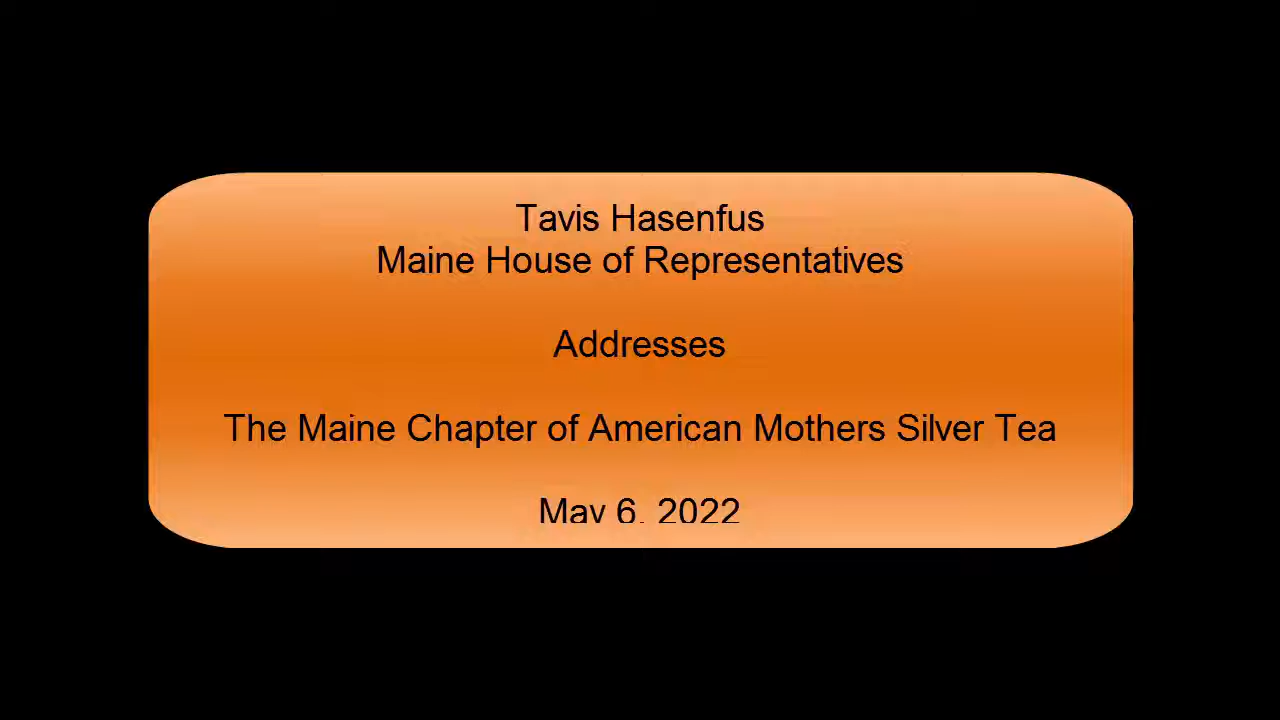 Tavis Hasenfus
Maine House of Representatives
Addresses
The Maine Chapter of American Mothers Silver Tea
May 6, 2022